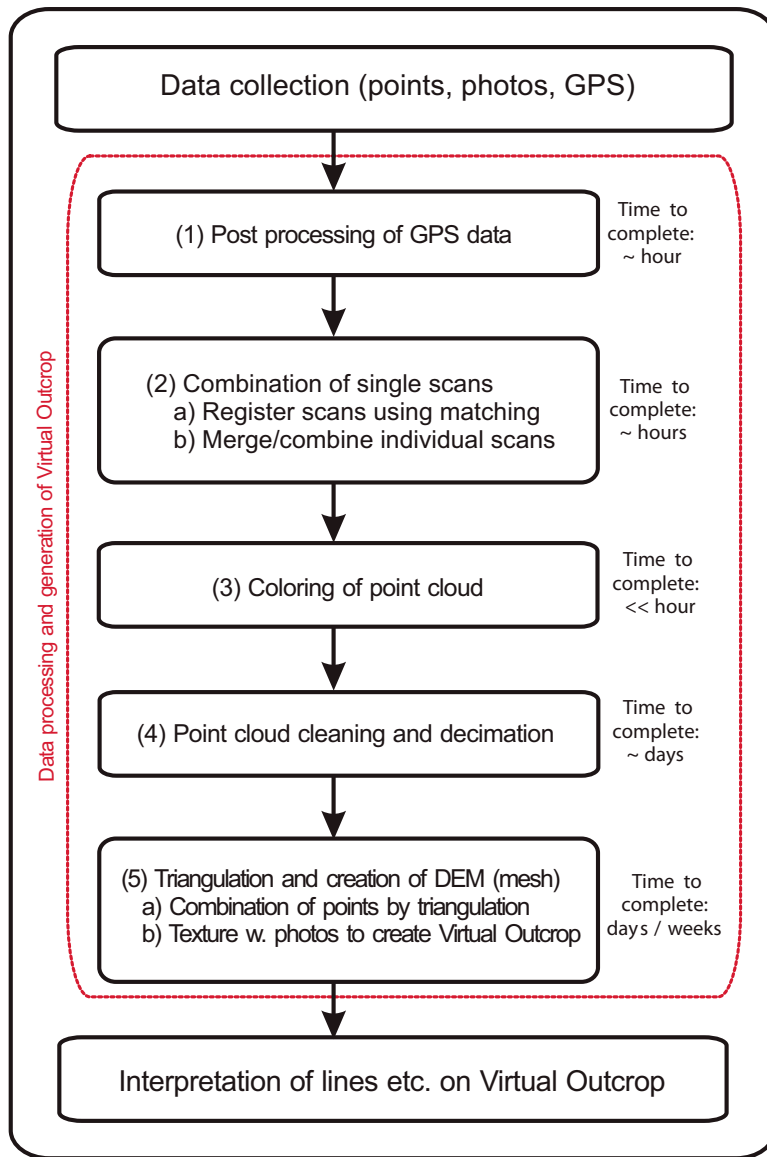 Data collection (points, photos, GPS)
Data processing and generation of Virtual Outcrop
(1) Post processing of GPS data
Time to
complete:
~ hour
(2) Combination of single scans
a) Register scans using matching
b) Merge/combine individual scans
Time to
complete:
~ hours
(3) Coloring of point cloud
Time to
complete:
<< hour
(4) Point cloud cleaning and decimation
Time to
complete:
~ days
(5) Triangulation and creation of DEM (mesh)
a) Combination of points by triangulation
b) Texture w. photos to create Virtual Outcrop
Time to
complete:
days / weeks
Interpretation of lines etc. on Virtual Outcrop